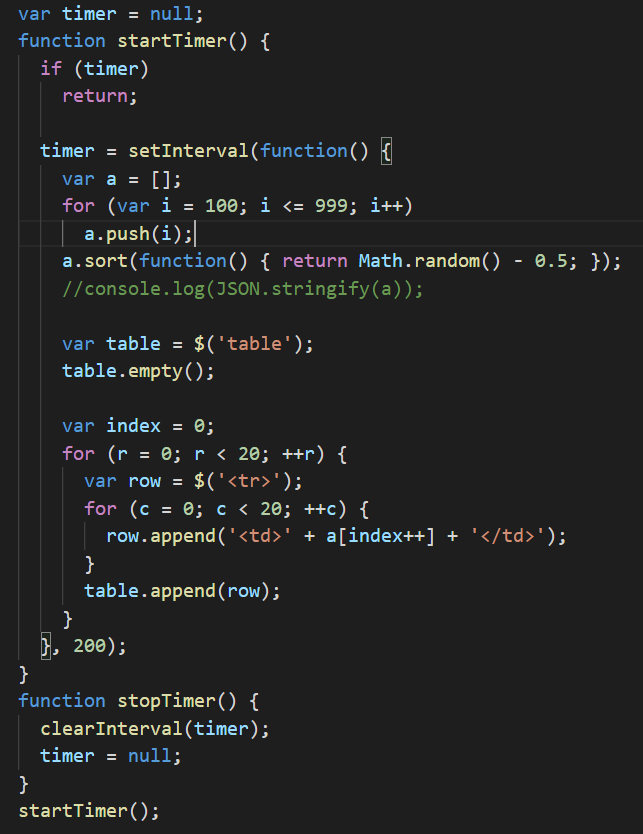 var timer = null;
function startTimer() {
  if (timer)
    return;

  timer = setInterval(function() {
    var a = [];
    for (var i = 100; i <= 999; i++)
      a.push(i);
    a.sort(function() { return Math.random() - 0.5; });
    //console.log(JSON.stringify(a));

    var table = $('table');
    table.empty();

    var index = 0;
    for (r = 0; r < 20; ++r) {
      var row = $('<tr>');
      for (c = 0; c < 20; ++c) {
        row.append('<td>' + a[index++] + '</td>');
      }
      table.append(row);
    }
  }, 200);
}
function stopTimer() {
  clearInterval(timer);
  timer = null;
}
startTimer();